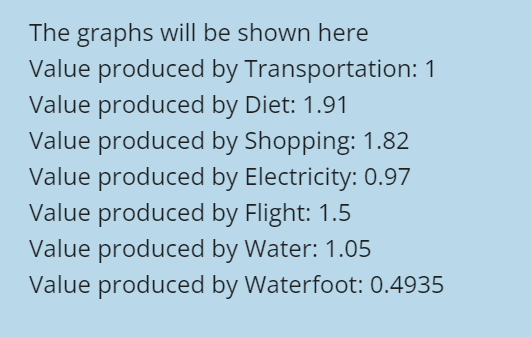 The graphs will be shown here
Value produced by Transportation: 1
Value produced by Diet: 1.91
Value produced by Shopping: 1.82
Value produced by Electricity: 0.97
Value produced by Flight: 1.5
Value produced by Water: 1.05
Value produced by Waterfoot: 0.4935